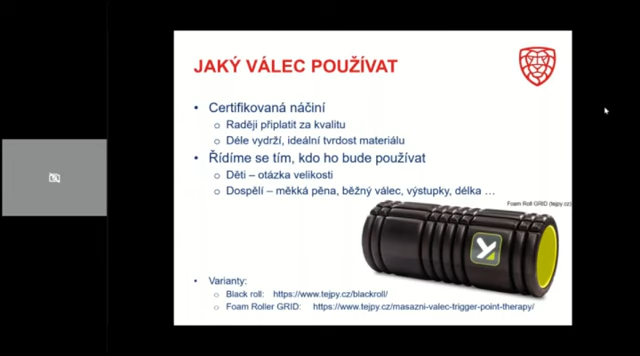 JAKÝ VÁLEC POUŽÍVAT
• Certifikovaná náčiní
o Raději připlatit za kvalitu
o Déle vydrží, ideální tvrdost materiálu
• Řídíme se tím, kdo ho bude používat
o Děti – otázka velikosti
o Dospělí – měkká pěna, běžný válec, výstupky, délka …
Foam Roll GRID (tejpy.cz)
• Varianty:
o Black roll: https://www.tejpy.cz/blackroll/
o Foam Roller GRID: https://www.tejpy.cz/masazni-valec-trigger-point-therapy/